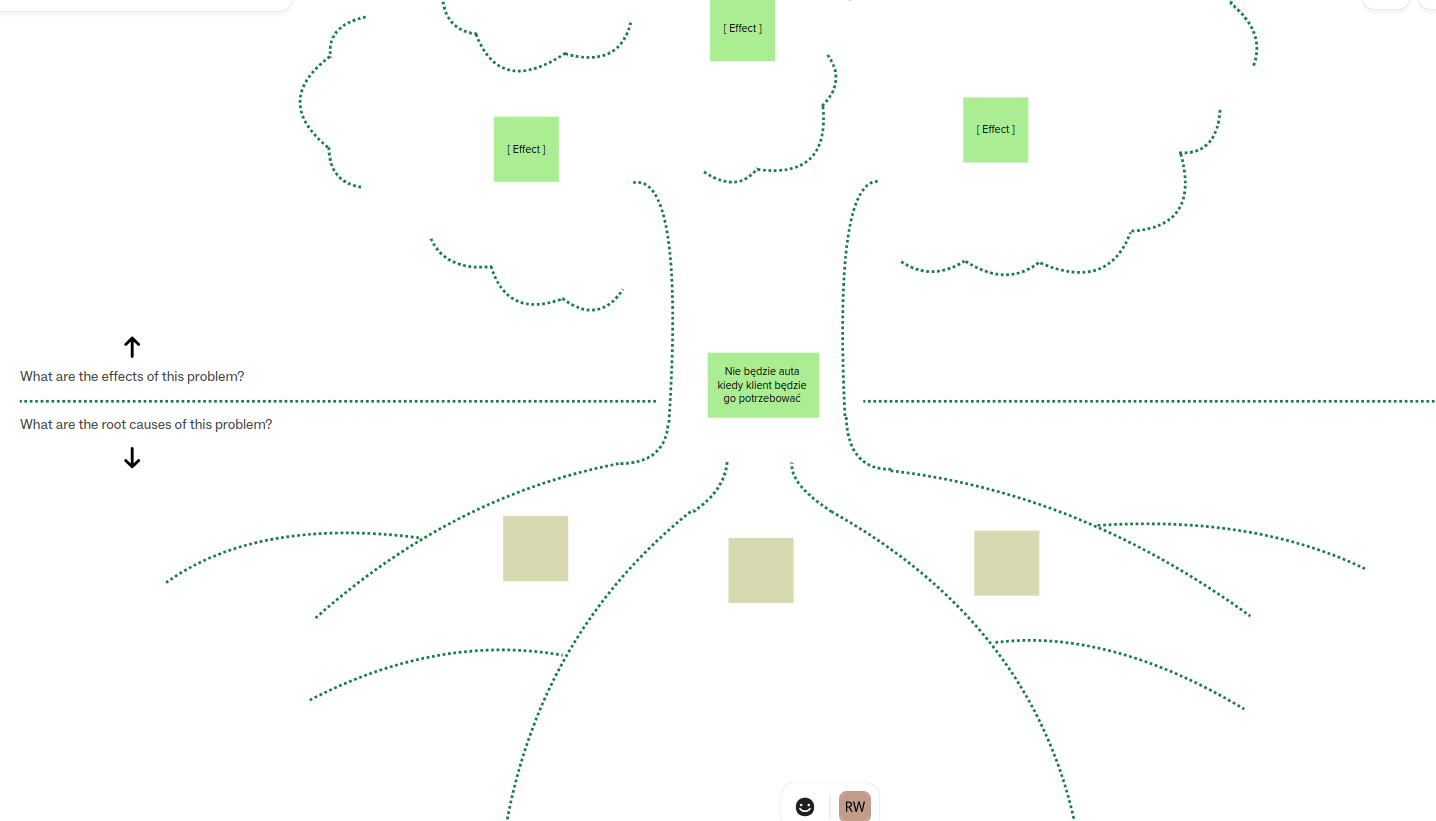 [ Effect ]
[ Effect ]
[ Effect ]
What are the effects of this problem?
Nie będzie auta
kiedy klient będzie
go potrzebować
What are the root causes of this problem?
RW